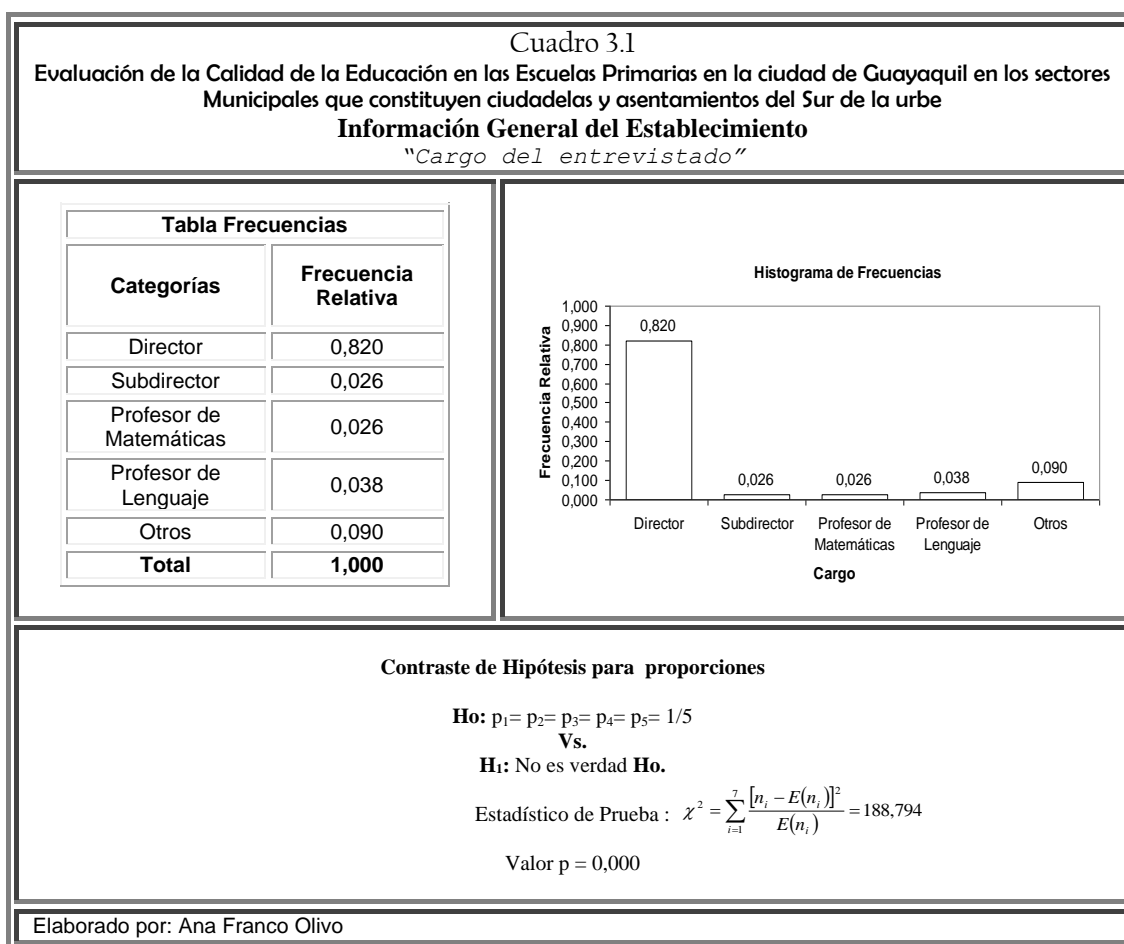 Cuadro 3.1
Evaluación de la Calidad de la Educación en las Escuelas Primarias en la ciudad de Guayaquil en los sectores
Municipales que constituyen ciudadelas y asentamientos del Sur de la urbe
Información General del Establecimiento
“Cargo del entrevistado”
Tabla Frecuencias
Categorías Frecuencia
Relativa
Director 0,820
Subdirector 0,026
Profesor de
Matemáticas 0,026
Profesor de
Lenguaje 0,038
Otros 0,090
Total 1,000
Histograma de Frecuencias
Frecuencia Relativa
1,000
0,900
0,800
0,700
0,600
0,500
0,400
0,300
0,200
0,100
0,000
0,820
0,026
0,026
0,038
0,090
Director
Subdirector
Profesor de
Matemáticas
Profesor de
Lenguaje
Otros
Cargo
Contraste de Hipótesis para proporciones
Ho: p₁= p₂= p₃= p₄= p₅= 1/5
Vs.
H₁: No es verdad Ho.
Estadístico de Prueba : χ² = ∑_{i=1}^{7} [nᵢ − E(nᵢ)]² / E(nᵢ) = 188,794
Valor p = 0,000
Elaborado por: Ana Franco Olivo